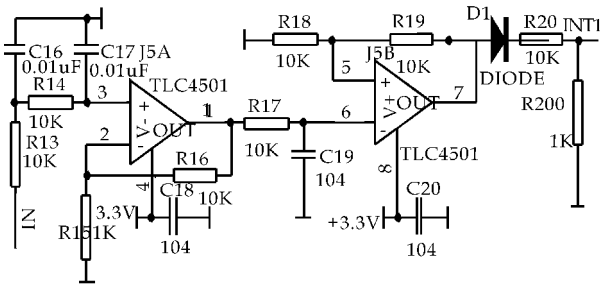 R18
R19
D1
R20
INT1
10K
10K
DIODE
10K
C16
C17
J5A
0.01uF
0.01uF
R14
TLC4501
J5B
5
10K
3
+
V-
OUT
-
2
1
R17
10K
6
+
V+
OUT
-
7
TLC4501
R200
1K
R13
10K
R16
10K
4
C18
104
3.3V
C19
104
8
C20
104
+3.3V
IN
R15
1K